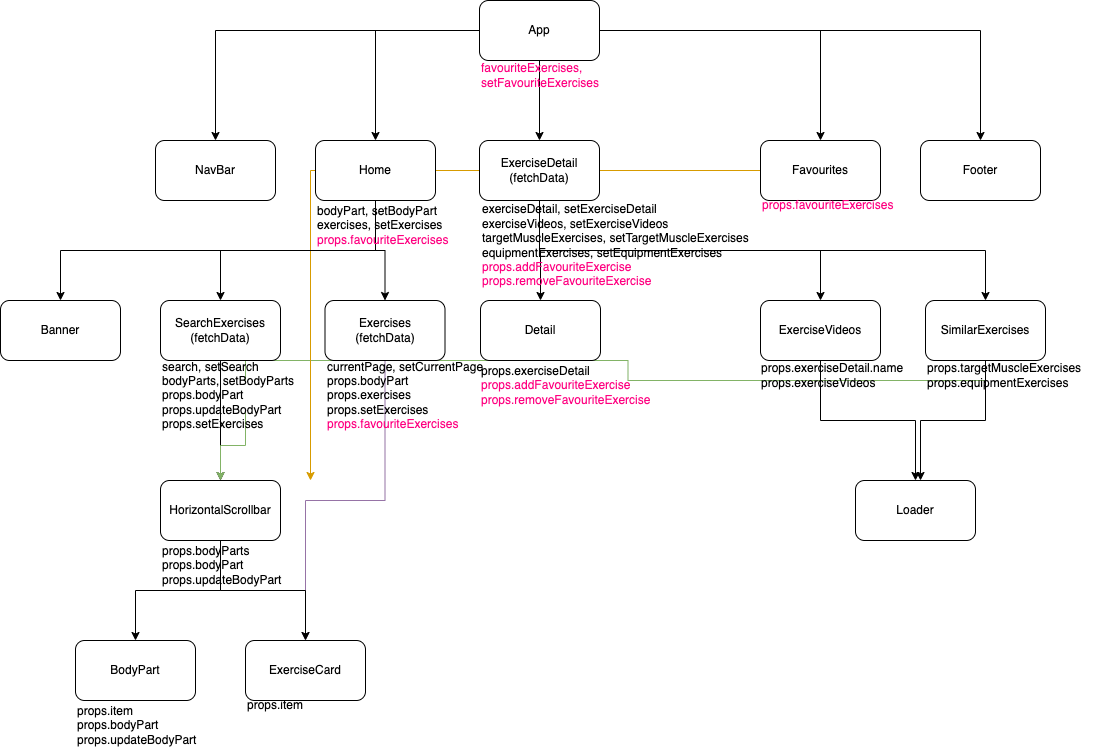 App
favouriteExercises,
setFavouriteExercises
NavBar
Home
ExerciseDetail
(fetchData)
Favourites
Footer
bodyPart, setBodyPart
exercises, setExercises
props.favouriteExercises
exerciseDetail, setExerciseDetail
exerciseVideos, setExerciseVideos
targetMuscleExercises, setTargetMuscleExercises
equipmentExercises, setEquipmentExercises
props.addFavouriteExercise
props.removeFavouriteExercise
props.favouriteExercises
Banner
SearchExercises
(fetchData)
Exercises
(fetchData)
Detail
ExerciseVideos
SimilarExercises
search, setSearch
bodyParts, setBodyParts
props.bodyPart
props.updateBodyPart
props.setExercises
currentPage, setCurrentPage
props.bodyPart
props.exercises
props.setExercises
props.favouriteExercises
props.exerciseDetail
props.addFavouriteExercise
props.removeFavouriteExercise
props.exerciseDetail.name
props.exerciseVideos
props.targetMuscleExercises
props.equipmentExercises
HorizontalScrollbar
Loader
props.bodyParts
props.bodyPart
props.updateBodyPart
BodyPart
ExerciseCard
props.item
props.bodyPart
props.updateBodyPart
props.item